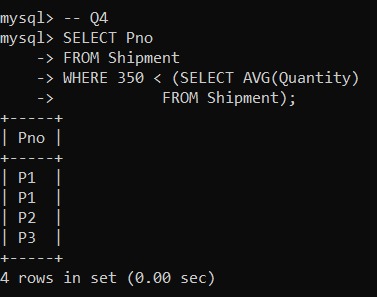 mysql> -- Q4
mysql> SELECT Pno
    -> FROM Shipment
    -> WHERE 350 < (SELECT AVG(Quantity)
    ->              FROM Shipment);
+-----+
| Pno |
+-----+
| P1  |
| P1  |
| P2  |
| P3  |
+-----+
4 rows in set (0.00 sec)